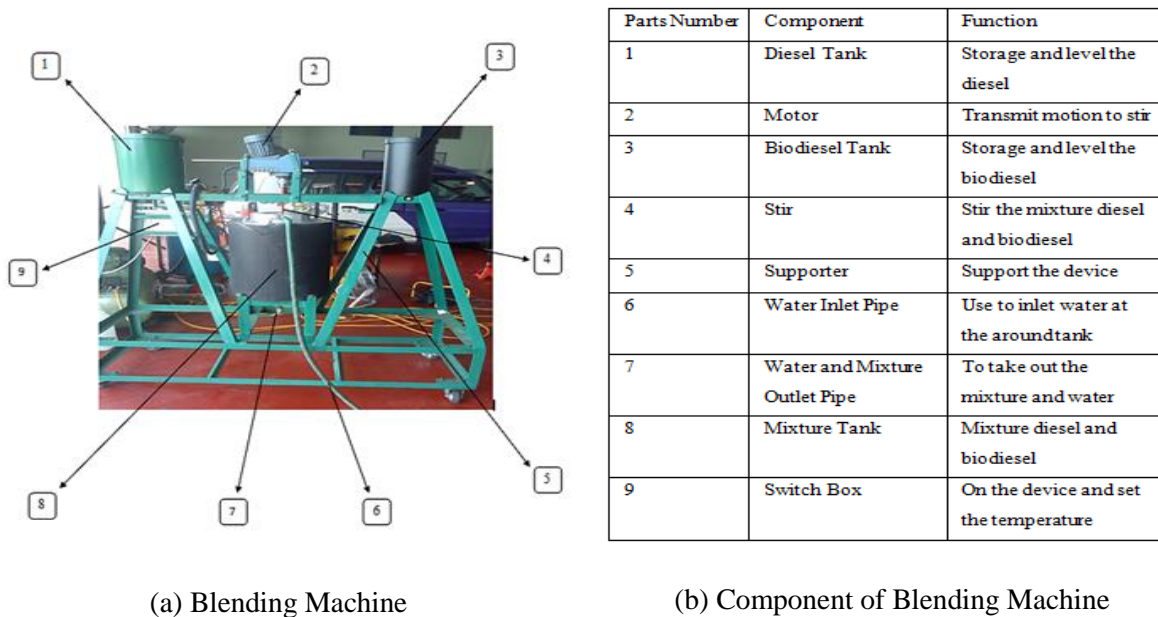 1
2
3
4
5
6
7
8
9
Parts Number Component Function
1 Diesel Tank Storage and level the
diesel
2 Motor Transmit motion to stir
3 Biodiesel Tank Storage and level the
biodiesel
4 Stir Stir the mixture diesel
and biodiesel
5 Supporter Support the device
6 Water Inlet Pipe Use to inlet water at
the around tank
7 Water and Mixture To take out the
Outlet Pipe mixture and water
8 Mixture Tank Mixture diesel and
biodiesel
9 Switch Box On the device and set
the temperature
(a) Blending Machine
(b) Component of Blending Machine